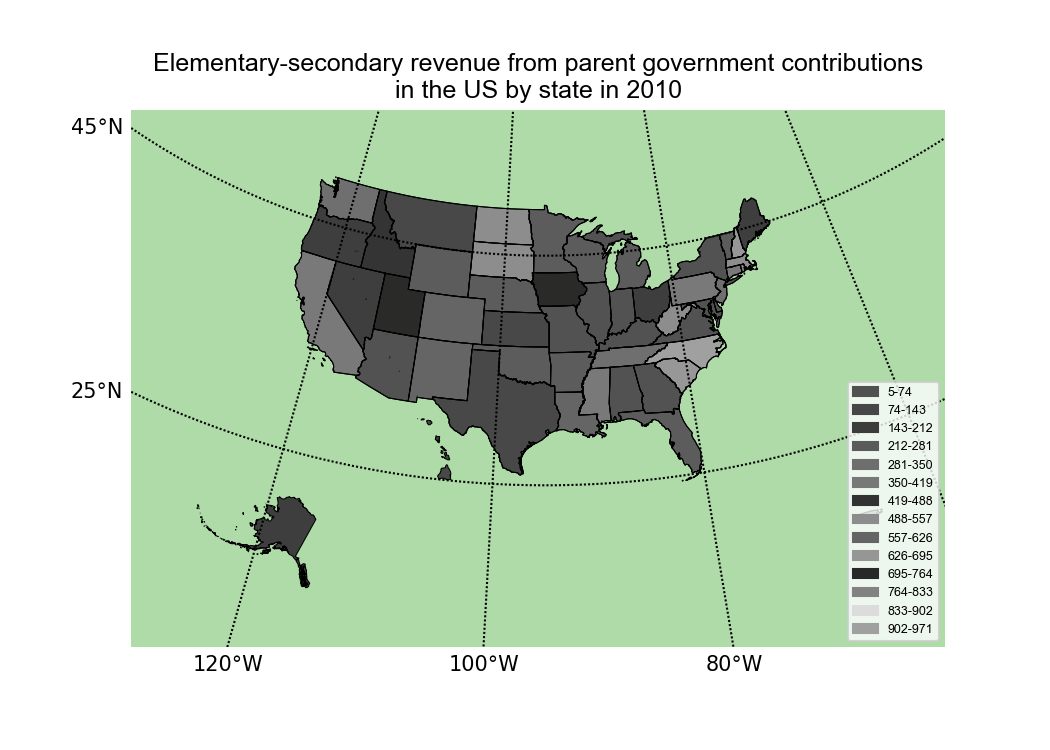 Elementary-secondary revenue from parent government contributions
in the US by state in 2010
45°N
25°N
120°W
100°W
80°W
5-74
74-143
143-212
212-281
281-350
350-419
419-488
488-557
557-626
626-695
695-764
764-833
833-902
902-971